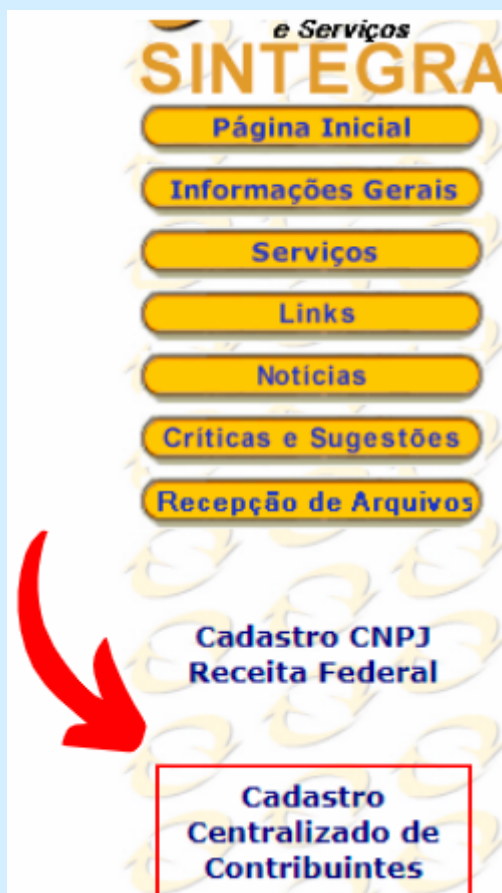 e Serviços
SINTEGRA
Página Inicial
Informações Gerais
Serviços
Links
Notícias
Críticas e Sugestões
Recepção de Arquivos
Cadastro CNPJ
Receita Federal
Cadastro
Centralizado de
Contribuintes